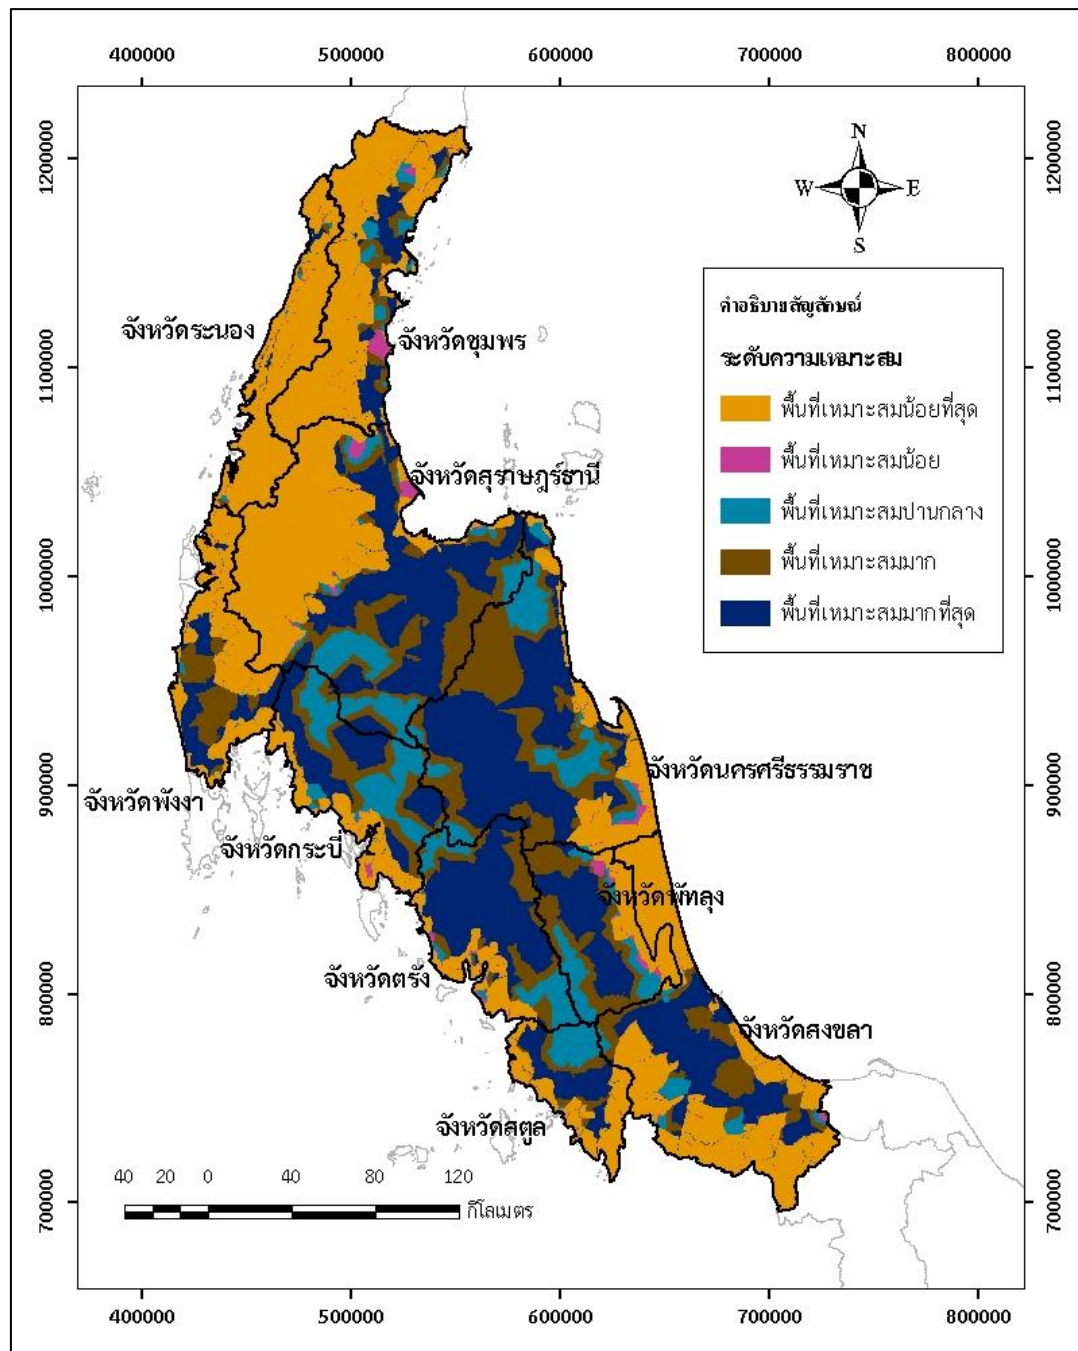 400000 500000 600000 700000 800000
1200000 1200000
N
W E
S
คำอธิบายสัญลักษณ์
ระดับความเหมาะสม
พื้นที่เหมาะสมน้อยที่สุด
พื้นที่เหมาะสมน้อย
พื้นที่เหมาะสมปานกลาง
พื้นที่เหมาะสมมาก
พื้นที่เหมาะสมมากที่สุด
จังหวัดระนอง
จังหวัดชุมพร
1100000 1100000
จังหวัดสุราษฎร์ธานี
1000000 1000000
จังหวัดนครศรีธรรมราช
900000 900000
จังหวัดพังงา
จังหวัดกระบี่
จังหวัดพัทลุง
จังหวัดตรัง
800000 800000
จังหวัดสงขลา
จังหวัดสตูล
40 20 0 40 80 120
กิโลเมตร
700000 700000
400000 500000 600000 700000 800000